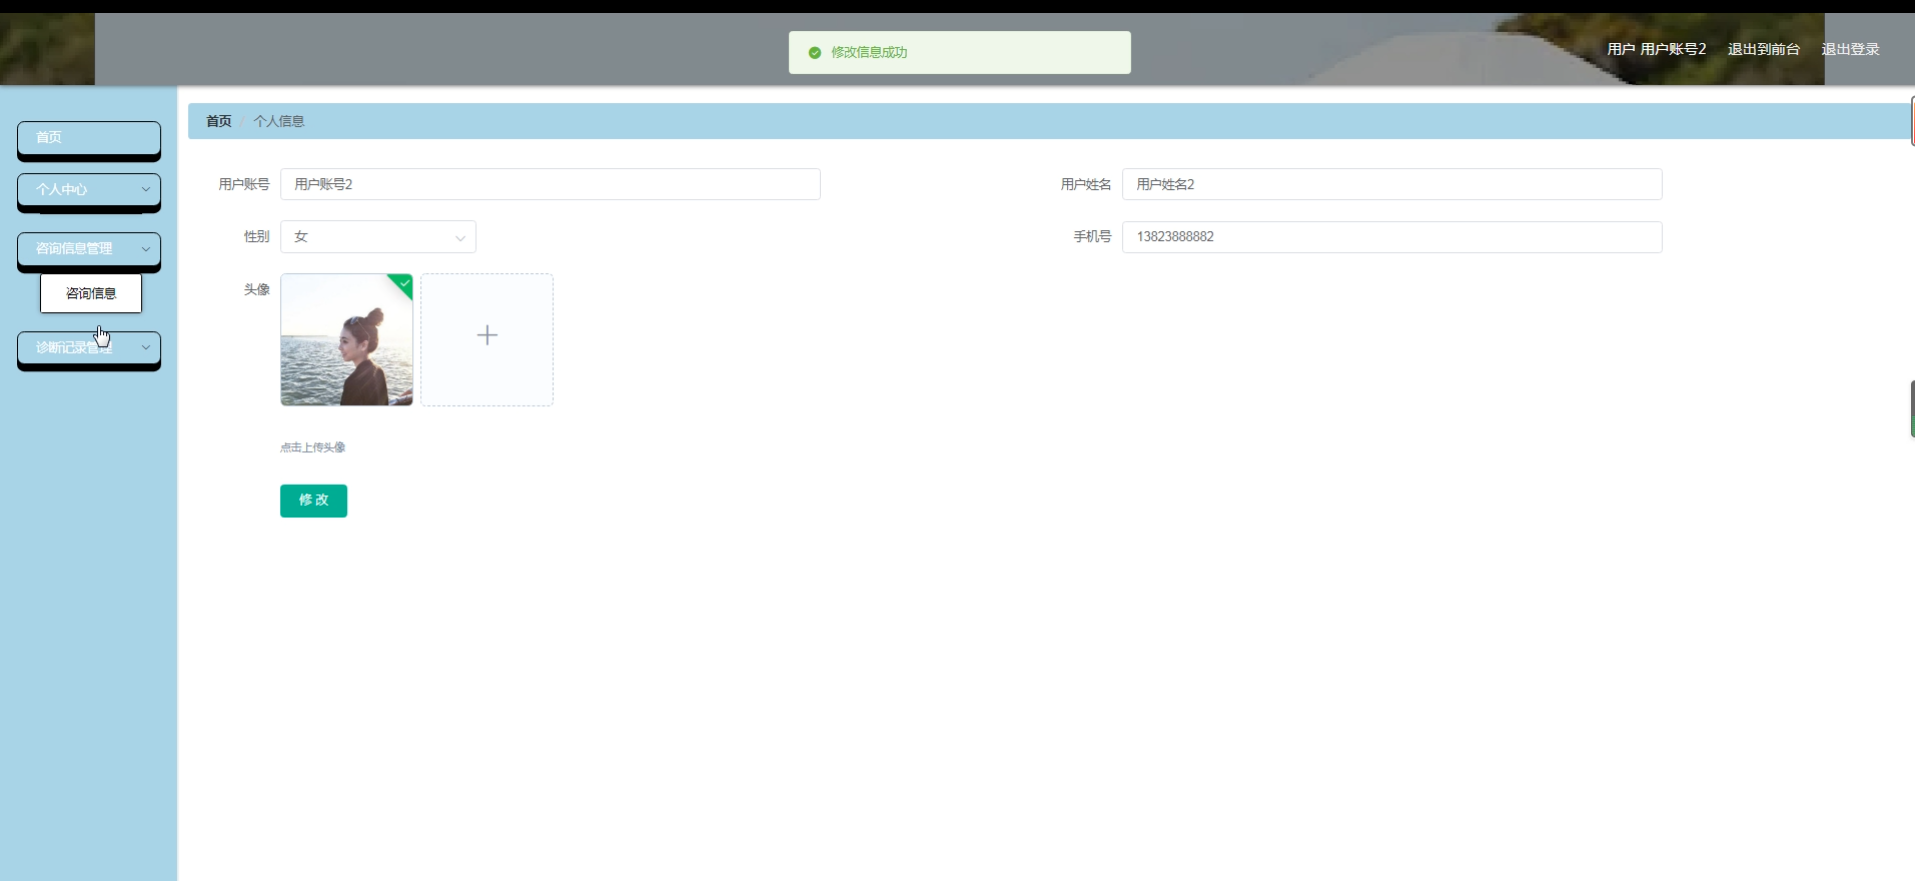 修改信息成功
用户 用户账号2 退出到前台 退出登录
首页
个人中心
咨询信息管理
咨询信息
诊断记录管理
首页 / 个人信息
用户账号 用户账号2 用户姓名 用户姓名2
性别 女 手机号 13823888882
头像
点击上传头像
修改